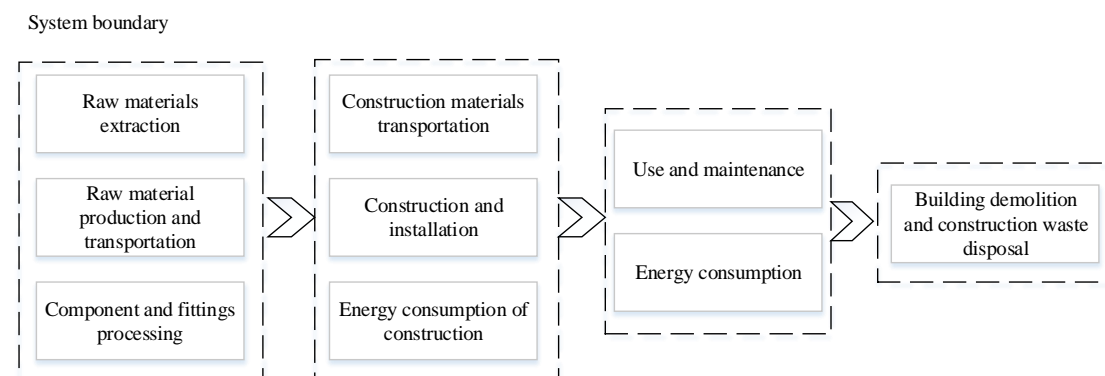 System boundary
Raw materials
extraction
Raw material
production and
transportation
Component and fittings
processing
Construction materials
transportation
Construction and
installation
Energy consumption of
construction
Use and maintenance
Energy consumption
Building demolition
and construction waste
disposal